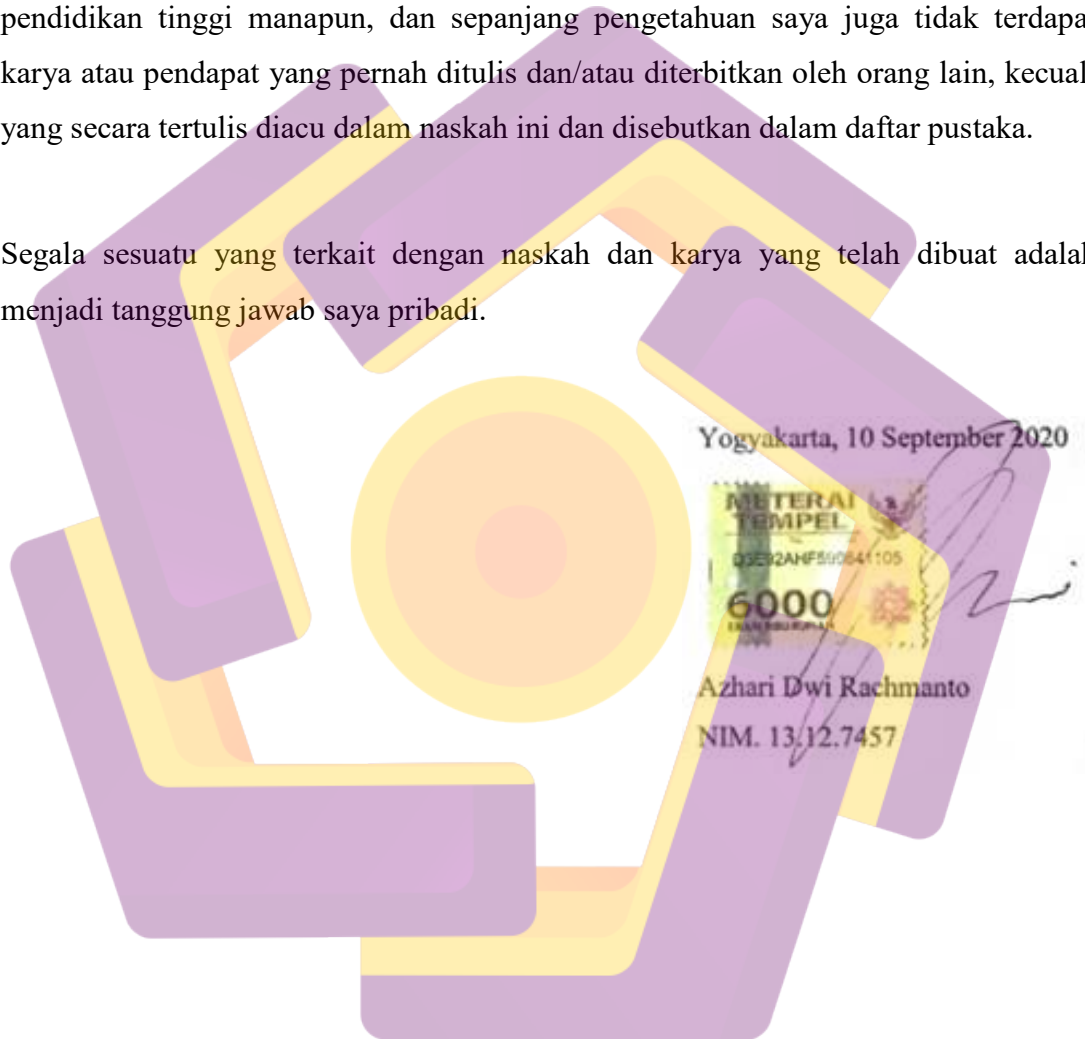 pendidikan tinggi manapun, dan sepanjang pengetahuan saya juga tidak terdapa
karya atau pendapat yang pernah ditulis dan/atau diterbitkan oleh orang lain, kecual
yang secara tertulis diacu dalam naskah ini dan disebutkan dalam daftar pustaka.
Segala sesuatu yang terkait dengan naskah dan karya yang telah dibuat adalal
menjadi tanggung jawab saya pribadi.
Yogyakarta, 10 September 2020
METERAI
TEMPEL
6000
Azhari Dwi Rachmanto
NIM. 13.12.7457